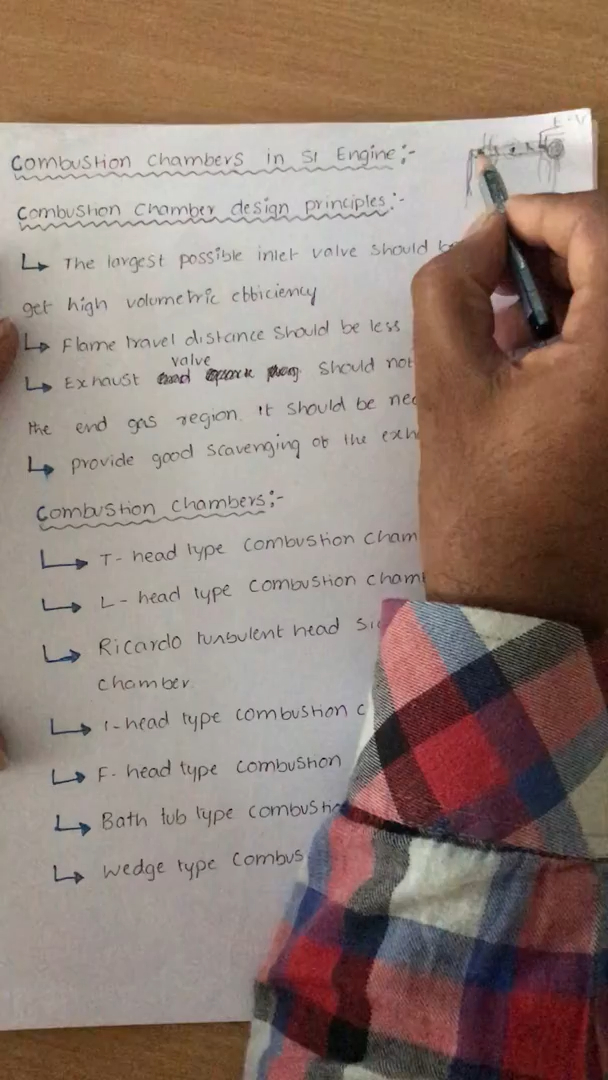 Combustion chambers in SI Engine:-
E.V
Combustion chamber design principles:-
The largest possible inlet valve should
get high volumetric efficiency
Flame travel distance should be less
valve
Exhaust should not
the end gas region. It should be
provide good scavenging of the
Combustion chambers:-
T- head type combustion
L- head type combustion
Ricardo turbulent head
chamber
I-head type combustion
F- head type combustion
Bath tub type
wedge type